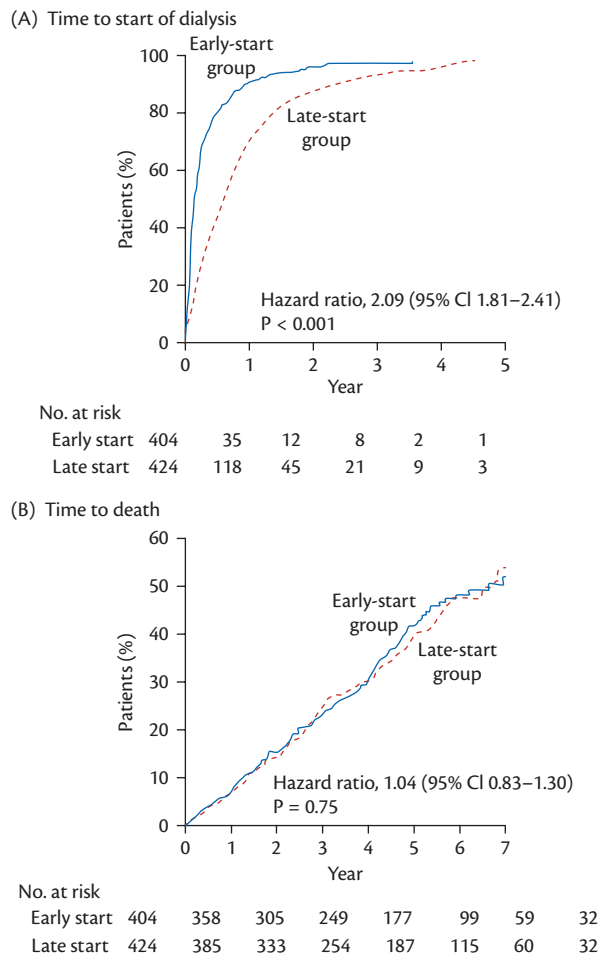 (A) Time to start of dialysis
100
80
60
40
20
0
Patients (%)
Early-start
group
Late-start
group
Hazard ratio, 2.09 (95% CI 1.81–2.41)
P < 0.001
0 1 2 3 4 5
Year
No. at risk
Early start 404 35 12 8 2 1
Late start 424 118 45 21 9 3
(B) Time to death
60
50
40
30
20
10
0
Patients (%)
Early-start
group
Late-start
group
Hazard ratio, 1.04 (95% CI 0.83–1.30)
P = 0.75
0 1 2 3 4 5 6 7
Year
No. at risk
Early start 404 358 305 249 177 99 59 32
Late start 424 385 333 254 187 115 60 32